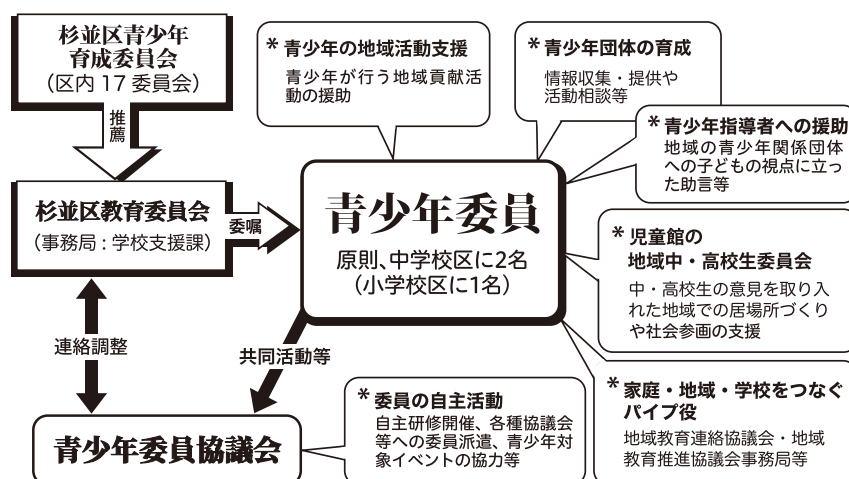 杉並区青少年
育成委員会
（区内 17 委員会）
推薦
杉並区教育委員会
（事務局 : 学校支援課）
委嘱
連絡調整
青少年委員協議会
共同活動等
青少年委員
原則、中学校区に2名
（小学校区に1名）
＊青少年の地域活動支援
青少年が行う地域貢献活
動の援助
＊青少年団体の育成
情報収集・提供や
活動相談等
＊青少年指導者への援助
地域の青少年関係団体
への子どもの視点に立っ
た助言等
＊児童館の
地域中・高校生委員会
中・高校生の意見を取り入
れた地域での居場所づくり
や社会参画の支援
＊家庭・地域・学校をつなぐ
パイプ役
地域教育連絡協議会・地域
教育推進協議会事務局等
＊委員の自主活動
自主研修開催、各種協議会
等への委員派遣、青少年対
象イベントの協力等